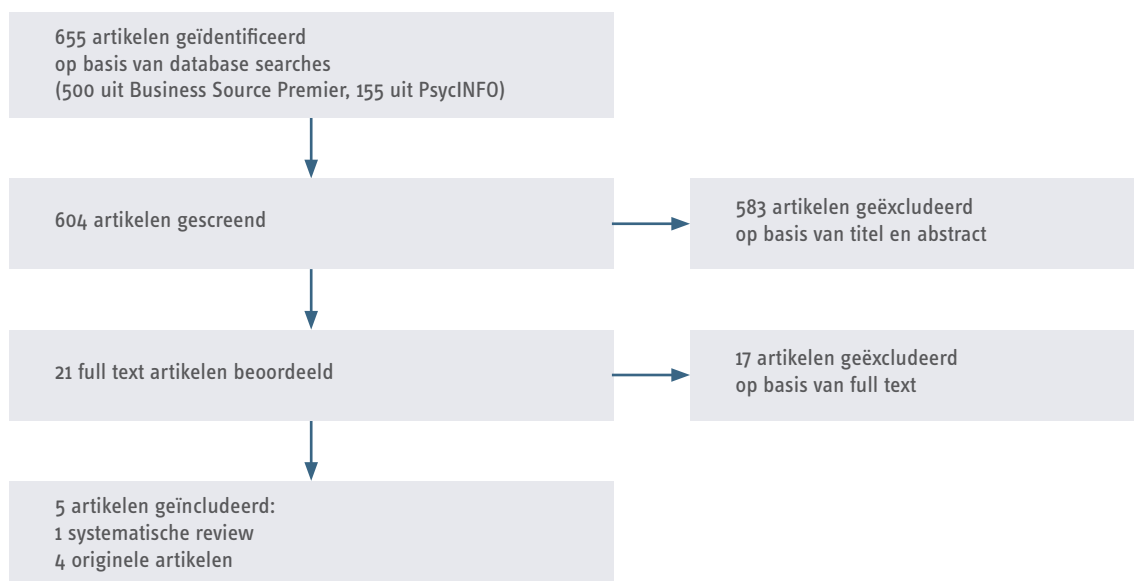 655 artikelen geïdentificeerd
op basis van database searches
(500 uit Business Source Premier, 155 uit PsycINFO)
604 artikelen gescreend
583 artikelen geëxcludeerd
op basis van titel en abstract
21 full text artikelen beoordeeld
17 artikelen geëxcludeerd
op basis van full text
5 artikelen geïncludeerd:
1 systematische review
4 originele artikelen